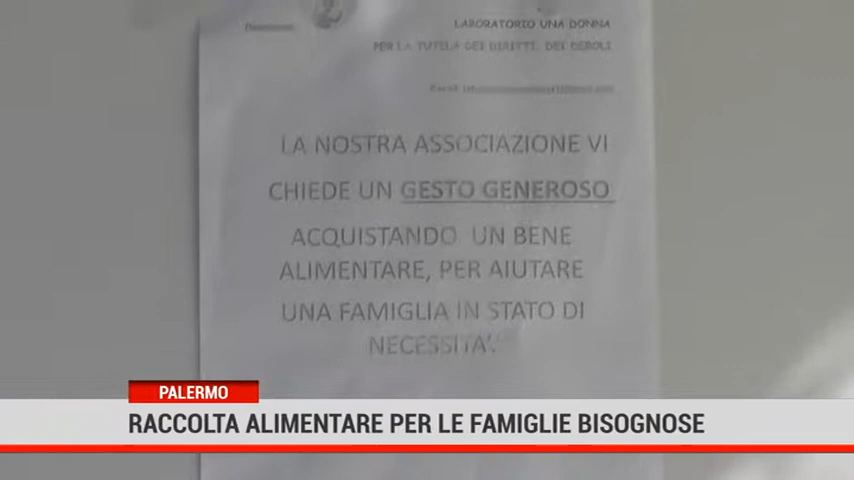 LABORATORIO UNA DONNA
PER LA TUTELA DEI DIRITTI DEI DEBOLI
LA NOSTRA ASSOCIAZIONE VI
CHIEDE UN GESTO GENEROSO
ACQUISTANDO UN BENE
ALIMENTARE, PER AIUTARE
UNA FAMIGLIA IN STATO DI
NECESSITA'.
PALERMO
RACCOLTA ALIMENTARE PER LE FAMIGLIE BISOGNOSE